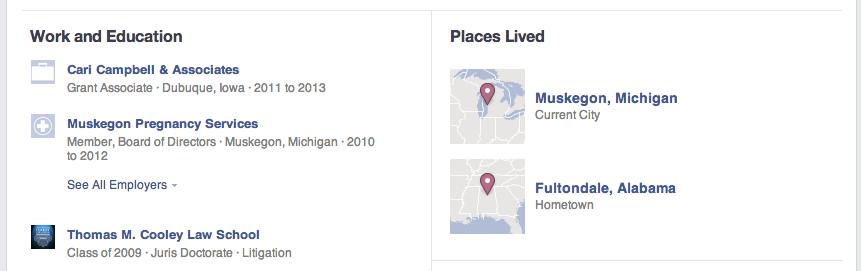 Work and Education
Cari Campbell & Associates
Grant Associate · Dubuque, Iowa · 2011 to 2013
Muskegon Pregnancy Services
Member, Board of Directors · Muskegon, Michigan · 2010
to 2012
See All Employers
Thomas M. Cooley Law School
Class of 2009 · Juris Doctorate · Litigation
Places Lived
Muskegon, Michigan
Current City
Fultondale, Alabama
Hometown